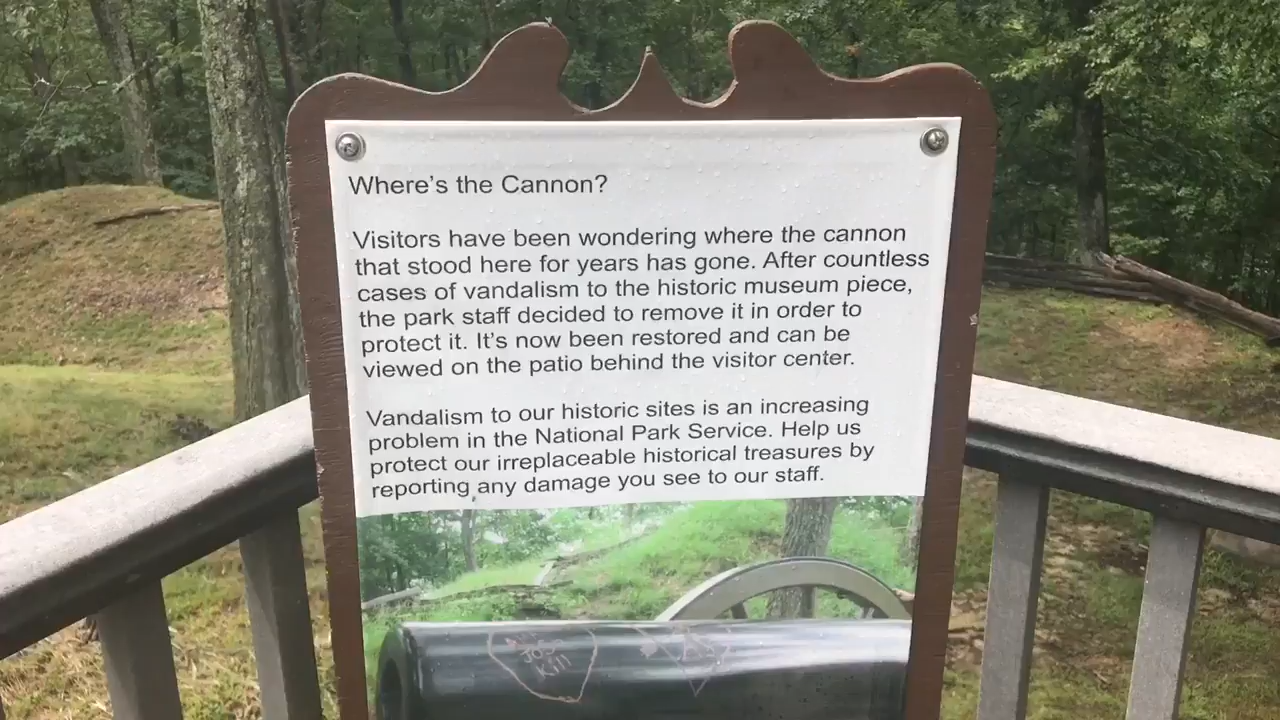 Where's the Cannon?
Visitors have been wondering where the cannon
that stood here for years has gone. After countless
cases of vandalism to the historic museum piece,
the park staff decided to remove it in order to
protect it. It's now been restored and can be
viewed on the patio behind the visitor center.
Vandalism to our historic sites is an increasing
problem in the National Park Service. Help us
protect our irreplaceable historical treasures by
reporting any damage you see to our staff.
Kill